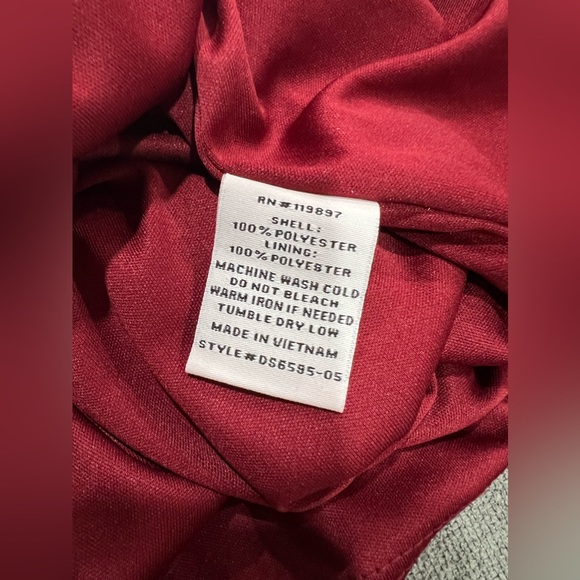 RN#119897
SHELL:
100% POLYESTER
LINING:
100% POLYESTER
MACHINE WASH COLD
DO NOT BLEACH
WARM IRON IF NEEDED
TUMBLE DRY LOW
MADE IN VIETNAM
STYLE#DS6595-05